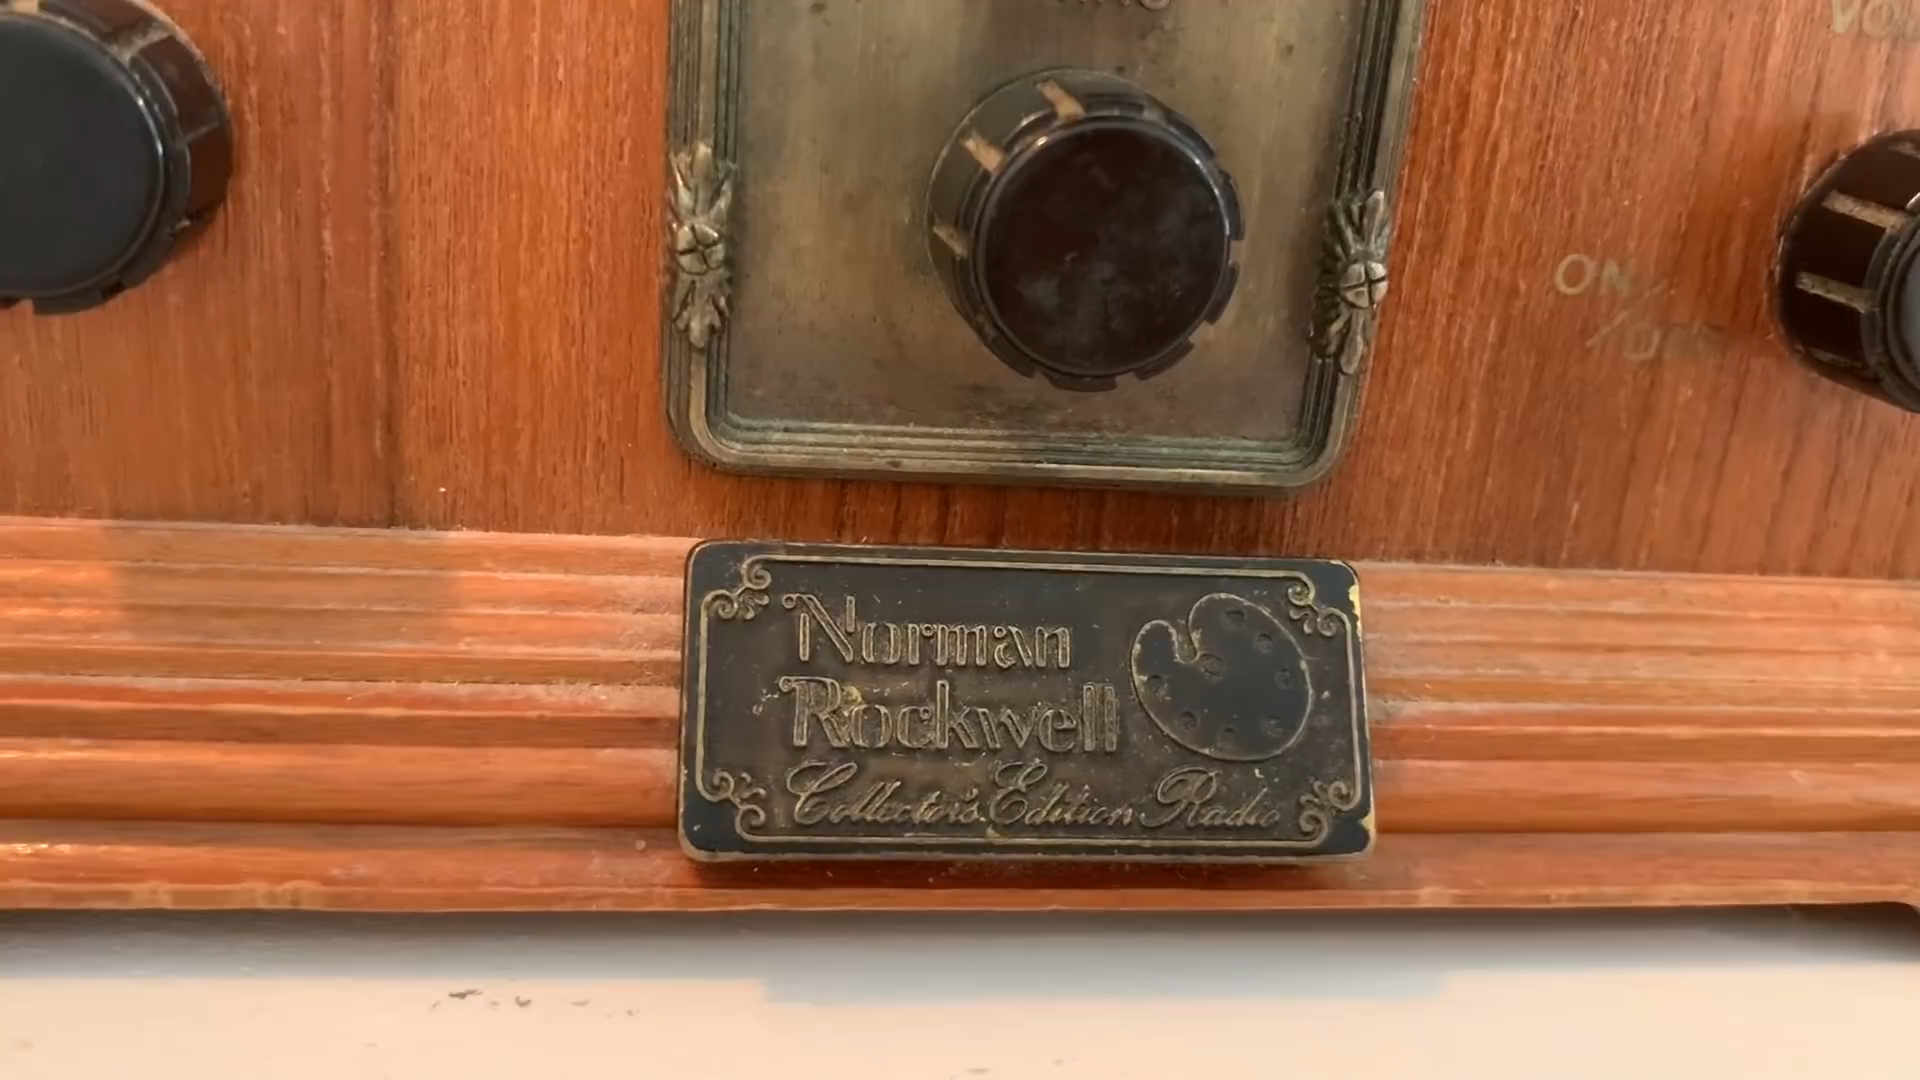 ON/
/OFF
Norman
Rockwell
Collector's Edition Radio